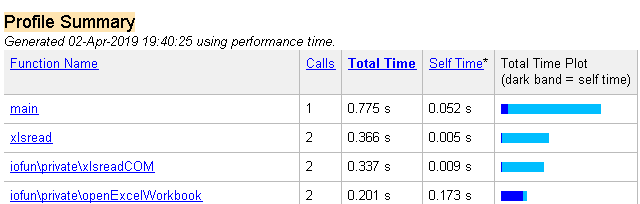 Profile Summary
Generated 02-Apr-2019 19:40:25 using performance time.
Function Name Calls Total Time Self Time* Total Time Plot
(dark band = self time)
main 1 0.775 s 0.052 s
xlsread 2 0.366 s 0.005 s
iofun\private\xlsreadCOM 2 0.337 s 0.009 s
iofun\private\openExcelWorkbook 2 0.201 s 0.173 s